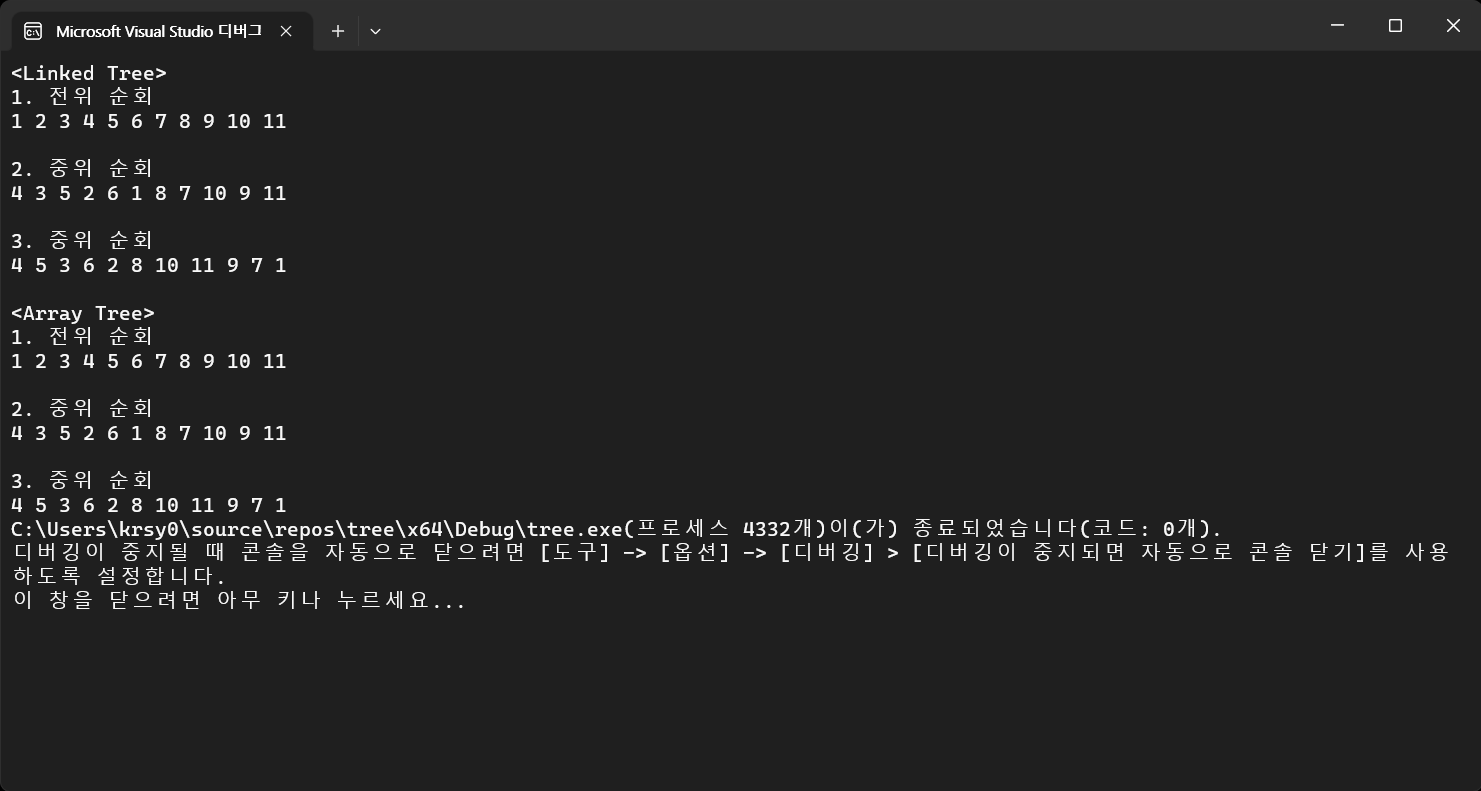 Microsoft Visual Studio 디버그
<Linked Tree>
1. 전위 순회
1 2 3 4 5 6 7 8 9 10 11
2. 중위 순회
4 3 5 2 6 1 8 7 10 9 11
3. 중위 순회
4 5 3 6 2 8 10 11 9 7 1
<Array Tree>
1. 전위 순회
1 2 3 4 5 6 7 8 9 10 11
2. 중위 순회
4 3 5 2 6 1 8 7 10 9 11
3. 중위 순회
4 5 3 6 2 8 10 11 9 7 1
C:\Users\krsy0\source\repos\tree\x64\Debug\tree.exe(프로세스 4332개)이(가) 종료되었습니다(코드: 0개).
디버깅이 중지될 때 콘솔을 자동으로 닫으려면 [도구] -> [옵션] -> [디버깅] > [디버깅이 중지되면 자동으로 콘솔 닫기]를 사용
하도록 설정합니다.
이 창을 닫으려면 아무 키나 누르세요...